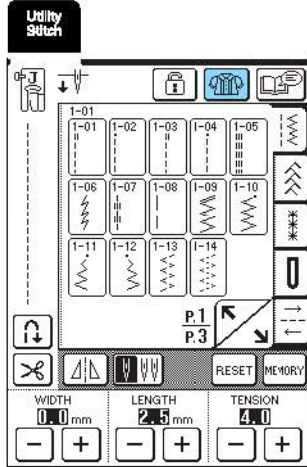 Utility
Stitch
J
1-01
1-01 1-02 1-03 1-04 1-05
1-06 1-07 1-08 1-09 1-10
1-11 1-12 1-13 1-14
P.1
P.3
RESET MEMORY
WIDTH LENGTH TENSION
0.0 mm 2.5 mm 4.0
− + − + − +